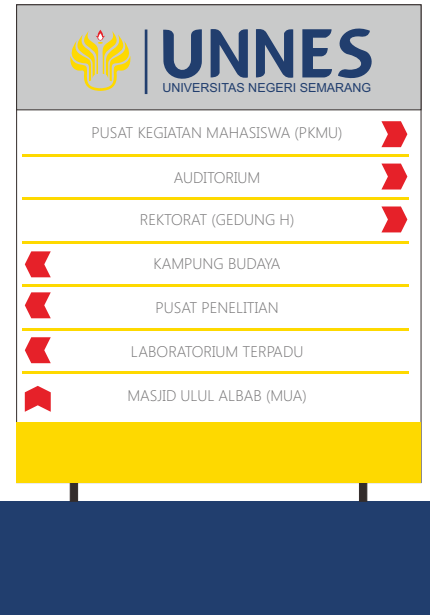 UNNES
UNIVERSITAS NEGERI SEMARANG
PUSAT KEGIATAN MAHASISWA (PKMU)
AUDITORIUM
REKTORAT (GEDUNG H)
KAMPUNG BUDAYA
PUSAT PENELITIAN
LABORATORIUM TERPADU
MASJID ULUL ALBAB (MUA)